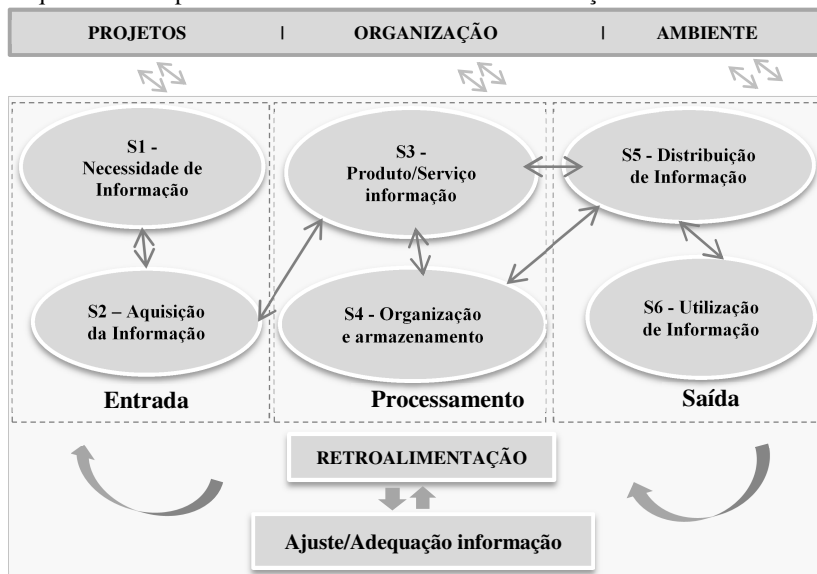 PROJETOS | ORGANIZAÇÃO | AMBIENTE
S1 -
Necessidade de
Informação
S2 – Aquisição
da Informação
Entrada
S3 -
Produto/Serviço
informação
S4 - Organização
e armazenamento
Processamento
S5 - Distribuição
de Informação
S6 - Utilização
de Informação
Saída
RETROALIMENTAÇÃO
Ajuste/Adequação informação